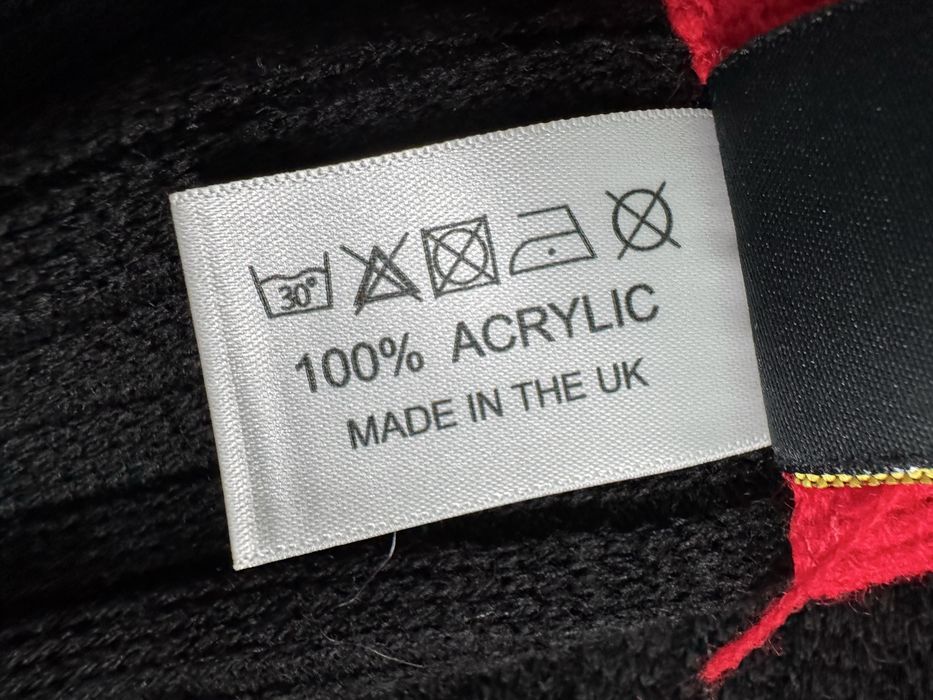 30°
100% ACRYLIC
MADE IN THE UK